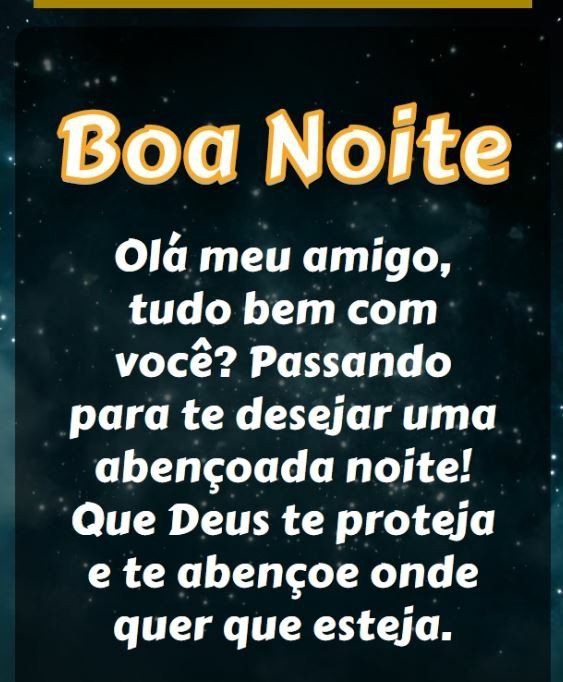 Boa Noite
Olá meu amigo,
tudo bem com
você? Passando
para te desejar uma
abençoada noite!
Que Deus te proteja
e te abençoe onde
quer que esteja.